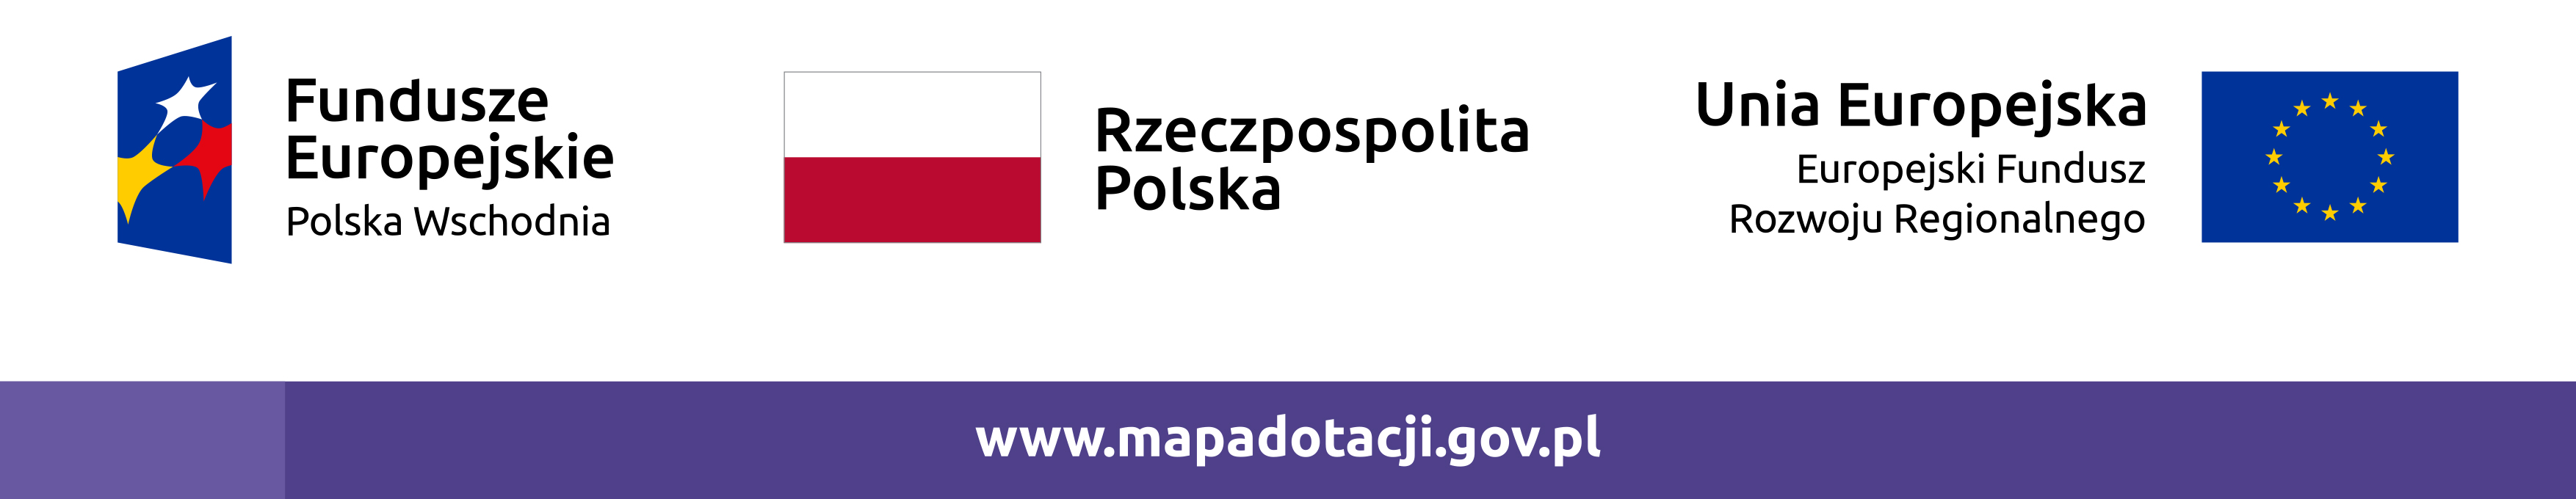 Fundusze
Europejskie
Polska Wschodnia
Rzeczpospolita
Polska
Unia Europejska
Europejski Fundusz
Rozwoju Regionalnego
www.mapadotacji.gov.pl